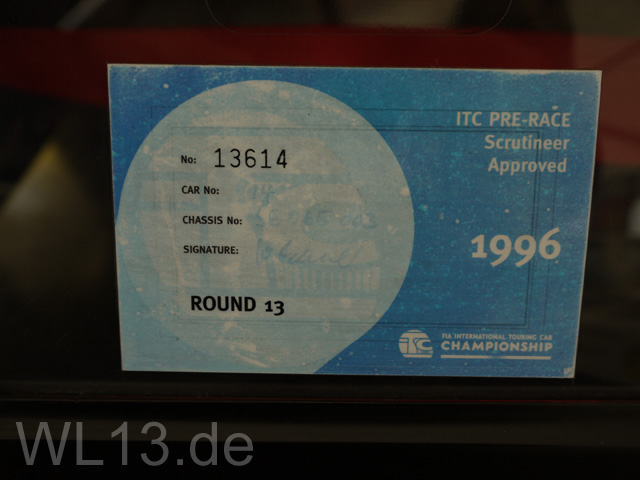 ITC PRE-RACE
Scrutineer
Approved
No: 13614
CAR No: 14
CHASSIS No:
SIGNATURE:
1996
ROUND 13
FIA INTERNATIONAL TOURING CAR
ITC CHAMPIONSHIP
WL13.de